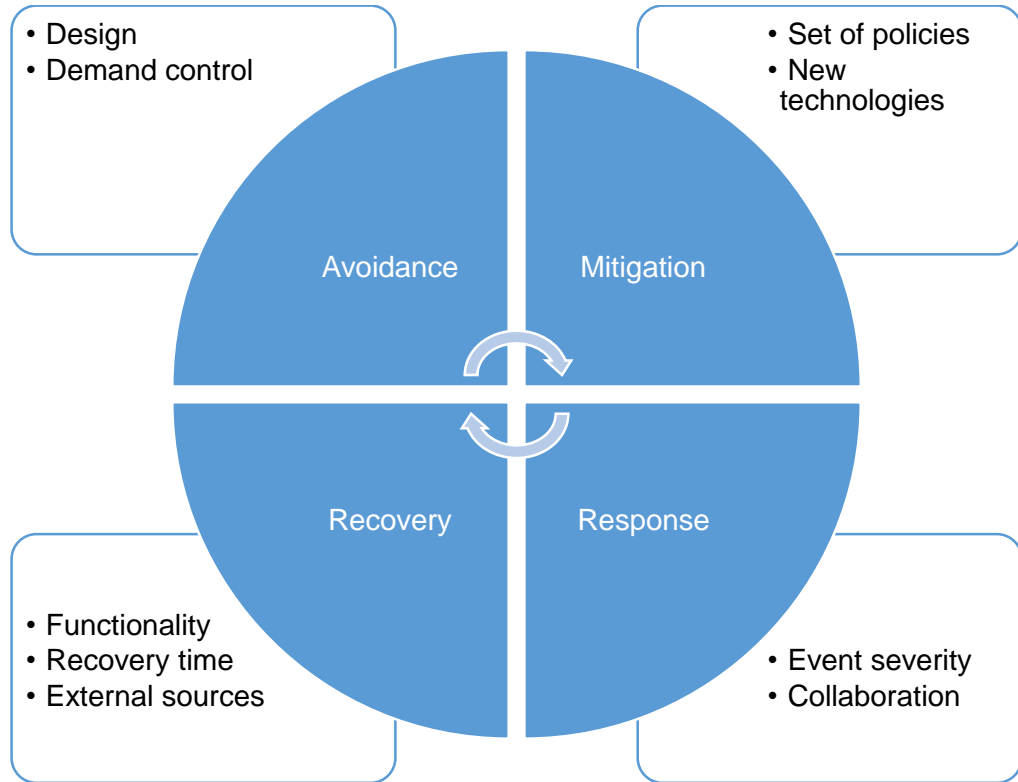 • Design
• Demand control
• Set of policies
• New
technologies
Avoidance
Mitigation
Recovery
Response
• Functionality
• Recovery time
• External sources
• Event severity
• Collaboration